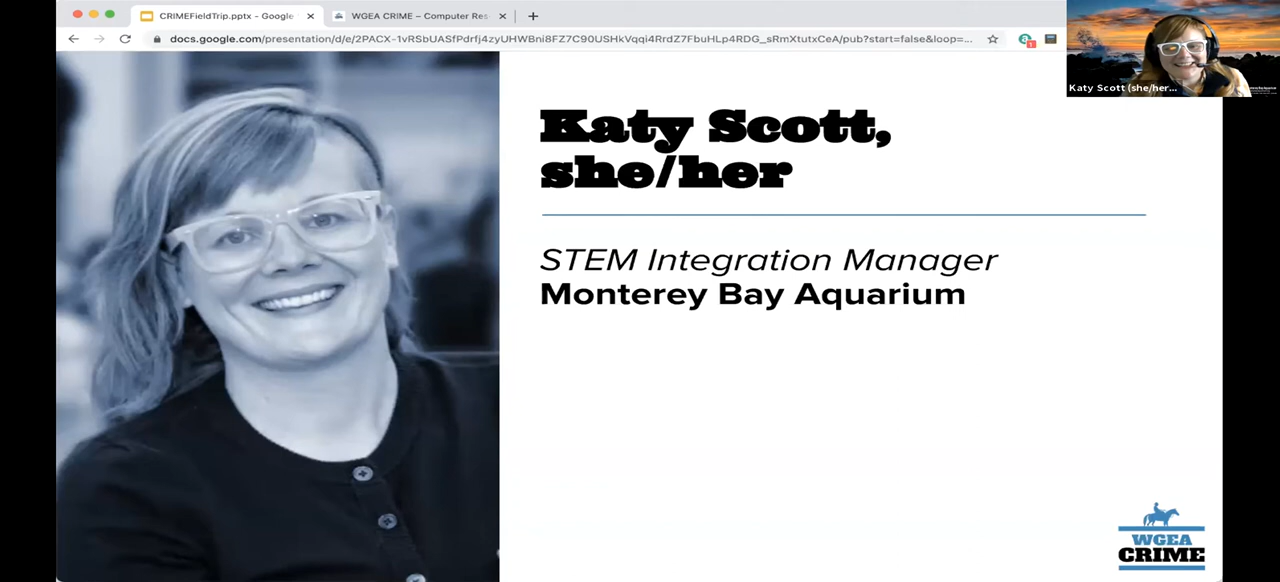 CRIMEFieldTrip.pptx - Google
WGEA CRIME – Computer Res
docs.google.com/presentation/d/e/2PACX-1vRSbUASfPdrfj4zyUHWBni8FZ7C90USHkVqqi4RrdZ7FbuHLp4RDG_sRmXtutxCeA/pub?start=false&loop=...
Katy Scott (she/her...
Katy Scott,
she/her
STEM Integration Manager
Monterey Bay Aquarium
WGEA
CRIME